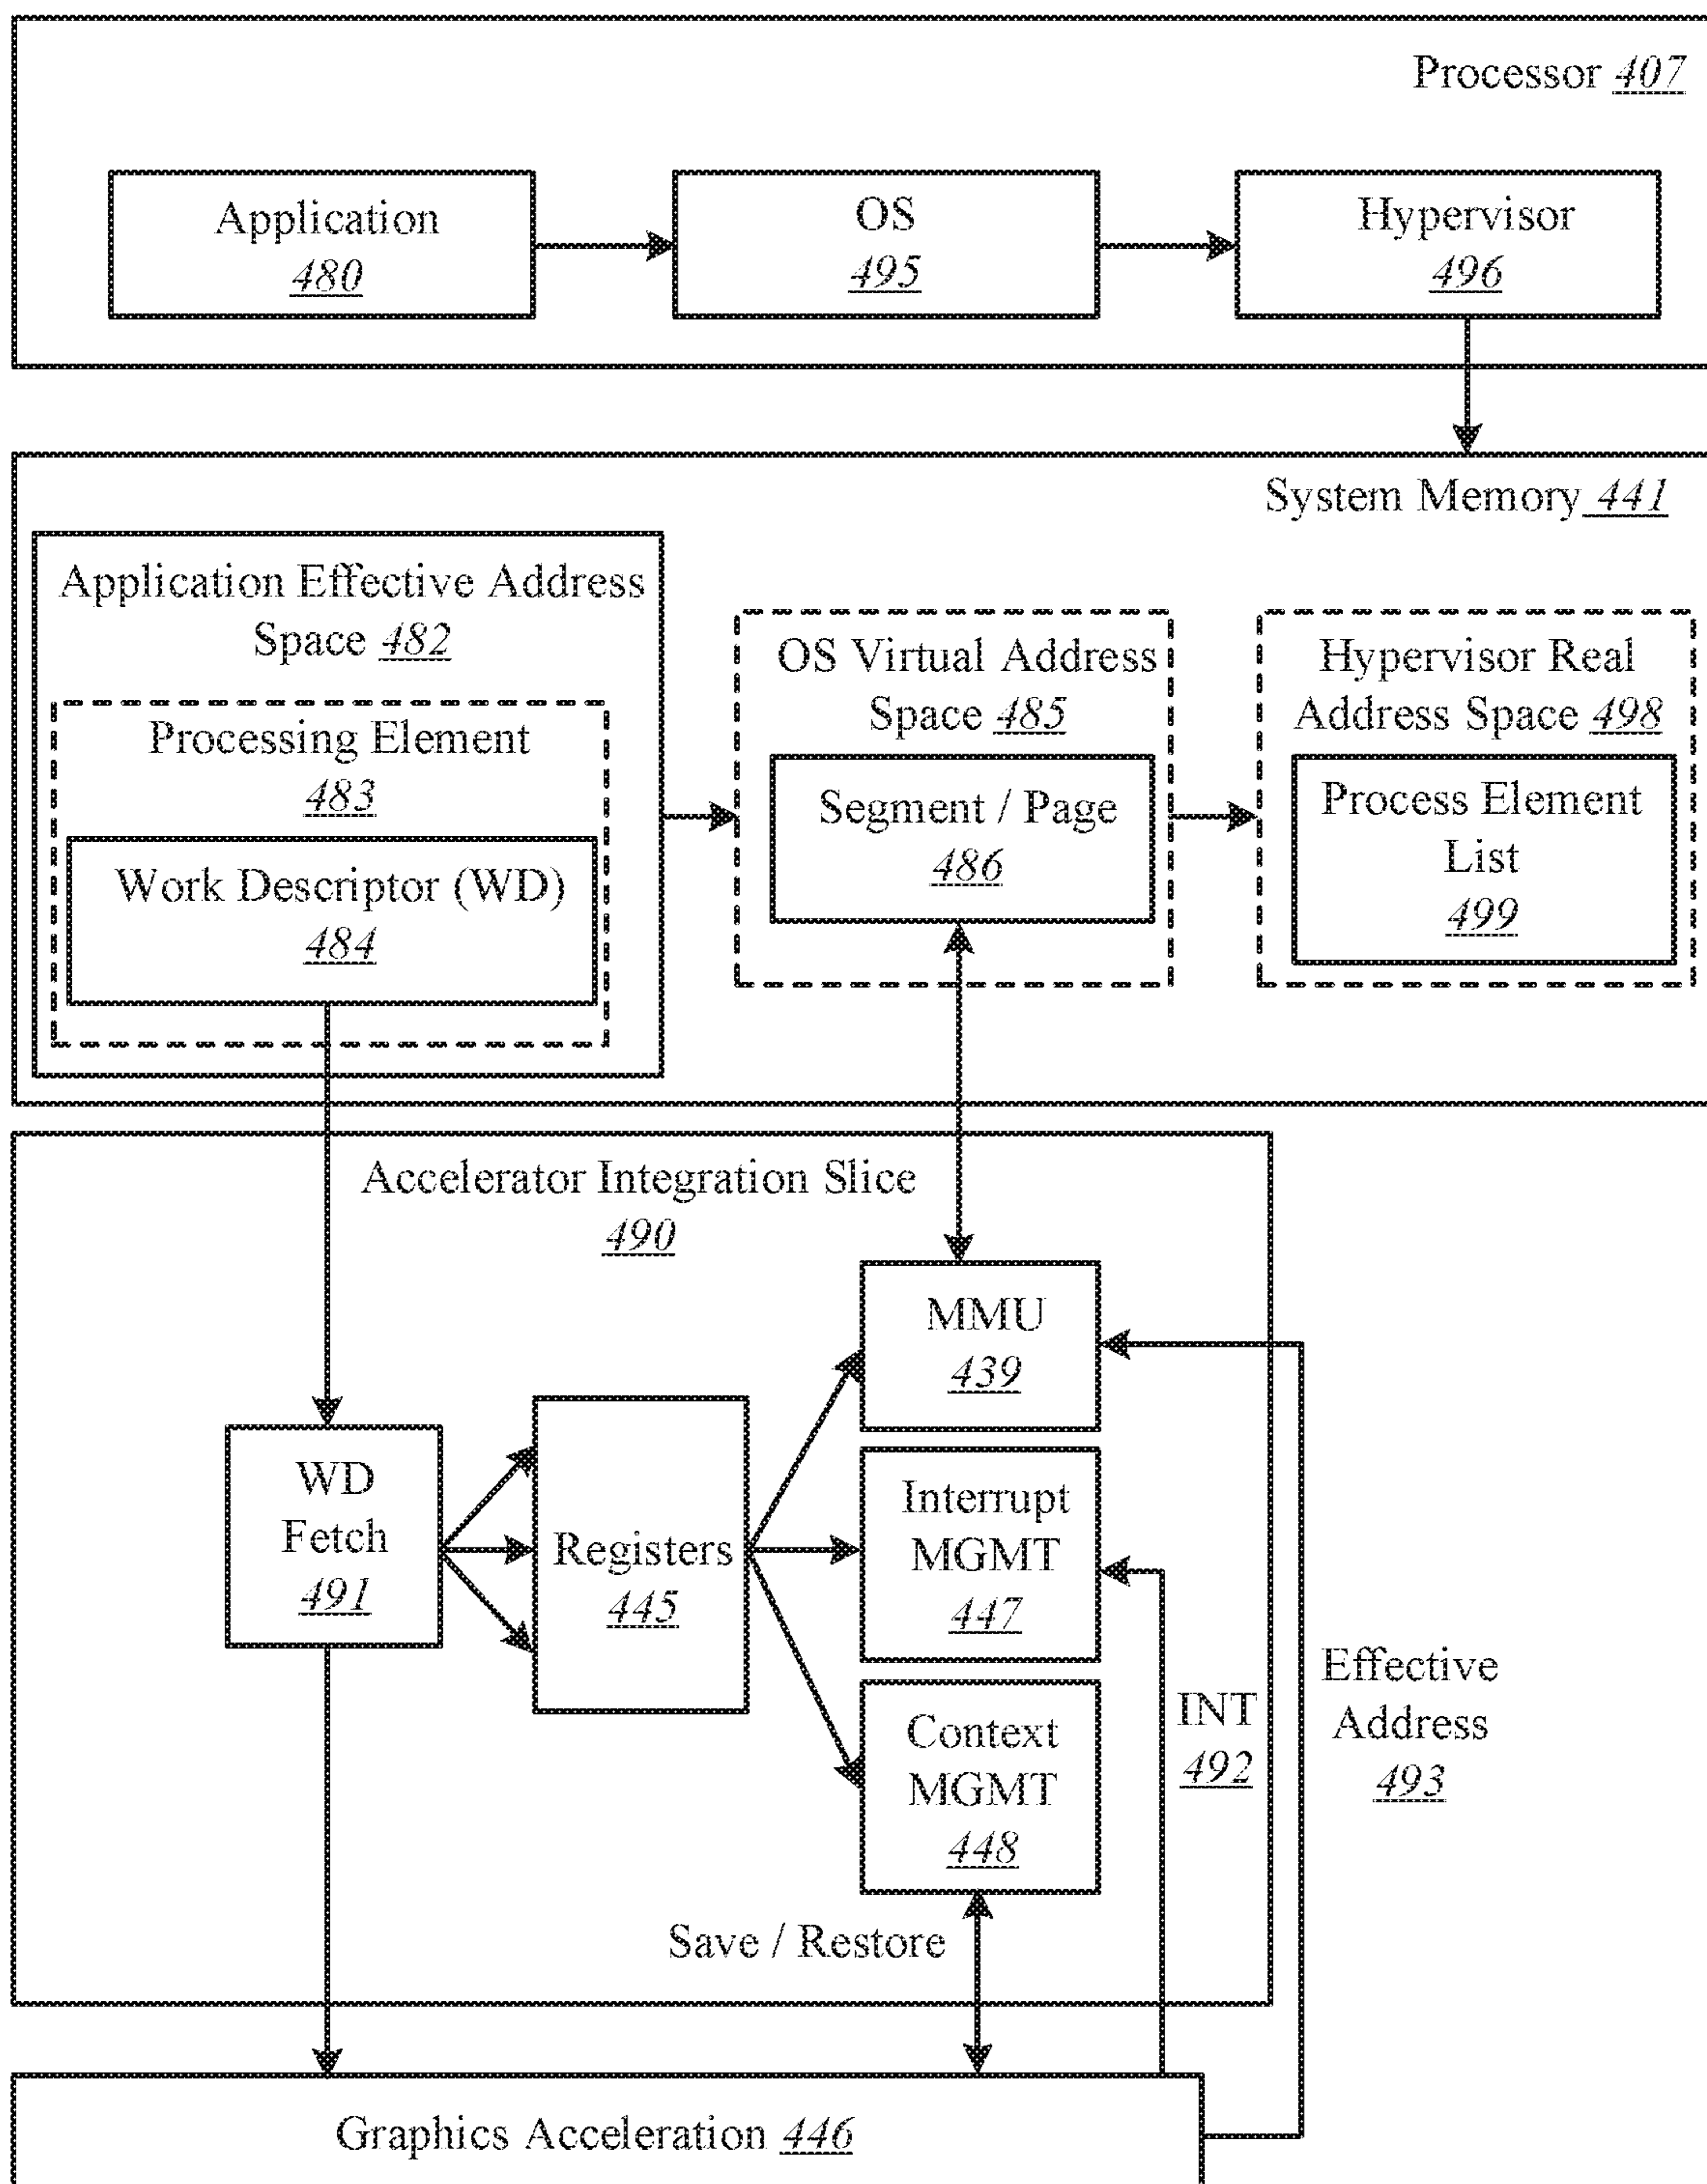 Processor 407
Application
480
OS
495
Hypervisor
496
System Memory 441
Application Effective Address
Space 482
Processing Element
483
Work Descriptor (WD)
484
OS Virtual Address
Space 485
Segment / Page
486
Hypervisor Real
Address Space 498
Process Element
List
499
Accelerator Integration Slice
490
MMU
439
WD
Fetch
491
Registers
445
Interrupt
MGMT
447
Context
MGMT
448
INT
492
Effective
Address
493
Save / Restore
Graphics Acceleration 446